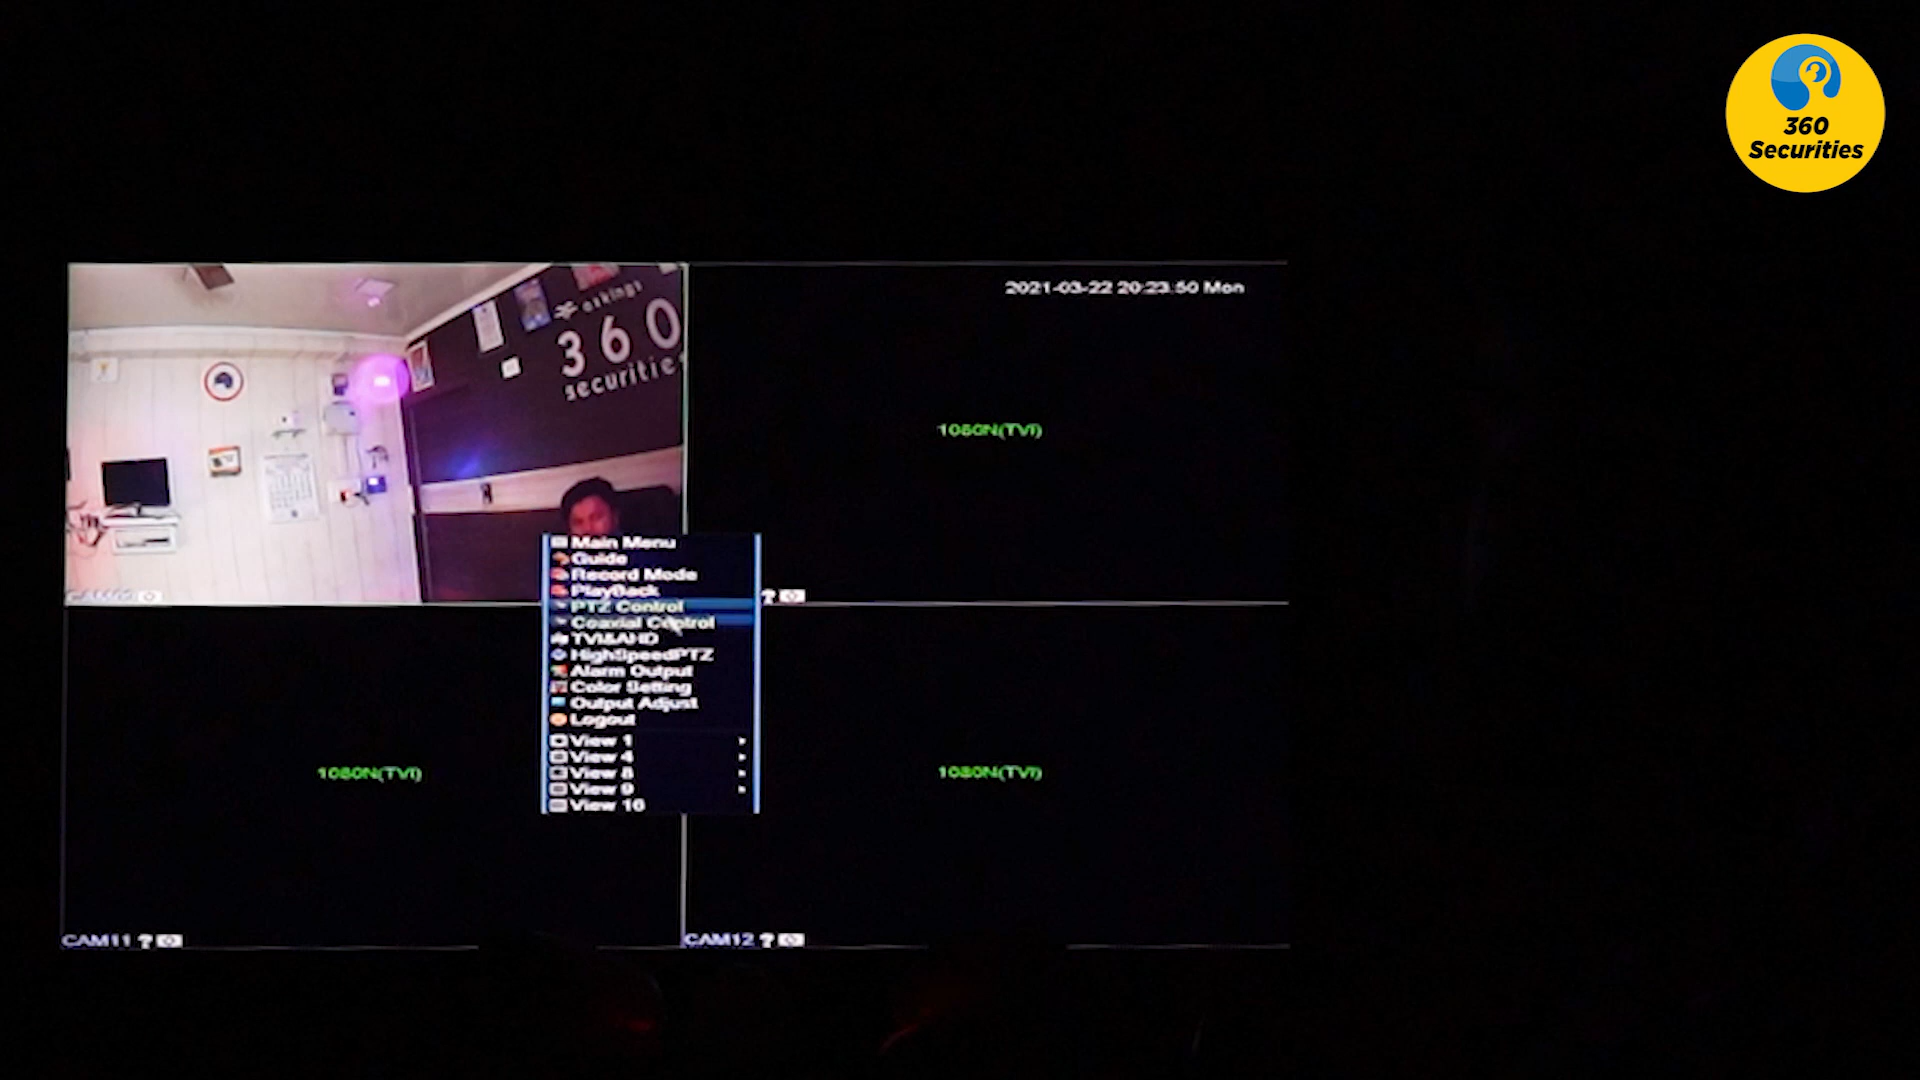 360
Securities
2021-03-22 20:23:50 Mon
360
securities
1080N(TVI)
Main Menu
Guide
Record Mode
PlayBack
PTZ Control
Coaxial Control
TVI&AHD
HighSpeedPTZ
Alarm Output
Color Setting
Output Adjust
Logout
View 1
View 4
View 8
View 9
View 16
?
1080N(TVI)
1080N(TVI)
CAM11 ?
CAM12 ?